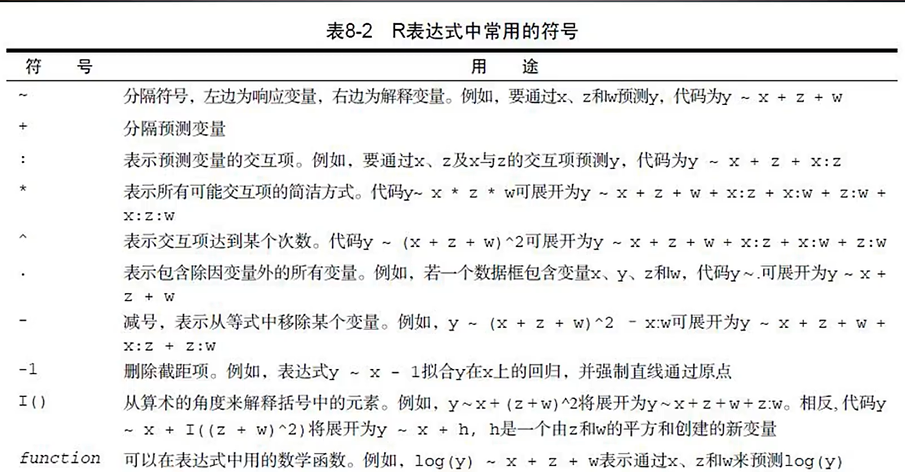 表8-2 R表达式中常用的符号
符 号 用 途
~ 分隔符号，左边为响应变量，右边为解释变量。例如，要通过x、z和w预测y，代码为y ~ x + z + w
+ 分隔预测变量
: 表示预测变量的交互项。例如，要通过x、z及x与z的交互项预测y，代码为y ~ x + z + x:z
* 表示所有可能交互项的简洁方式。代码y~ x * z * w可展开为y ~ x + z + w + x:z + x:w + z:w +
x:z:w
^ 表示交互项达到某个次数。代码y ~ (x + z + w)^2可展开为y ~ x + z + w + x:z + x:w + z:w
. 表示包含除因变量外的所有变量。例如，若一个数据框包含变量x、y、z和w，代码y~.可展开为y ~ x +
z + w
- 减号，表示从等式中移除某个变量。例如，y ~ (x + z + w)^2 – x:w可展开为y ~ x + z + w +
x:z + z:w
-1 删除截距项。例如，表达式y ~ x - 1拟合y在x上的回归，并强制直线通过原点
I() 从算术的角度来解释括号中的元素。例如，y~x+(z+w)^2将展开为y~x+z+w+z:w。相反, 代码y
~ x + I((z + w)^2)将展开为y ~ x + h, h是一个由z和w的平方和创建的新变量
function 可以在表达式中用的数学函数。例如，log(y) ~ x + z + w表示通过x、z和w来预测log(y)